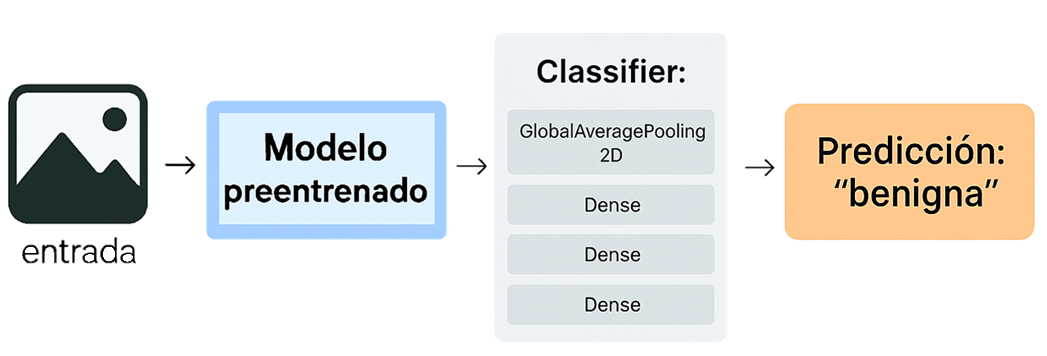 entrada
Modelo
preentrenado
Classifier:
GlobalAveragePooling
2D
Dense
Dense
Dense
Predicción:
“benigna”